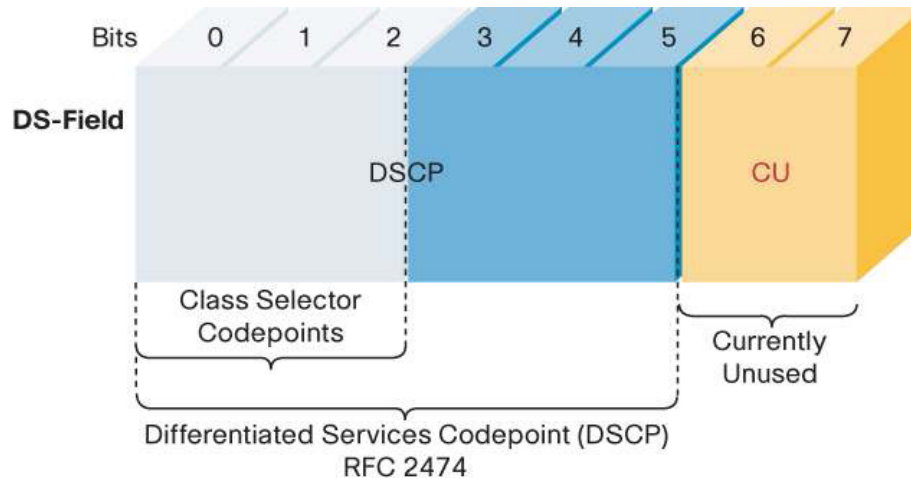 Bits 0 1 2 3 4 5 6 7
DS-Field
DSCP
CU
Class Selector
Codepoints
Currently
Unused
Differentiated Services Codepoint (DSCP)
RFC 2474